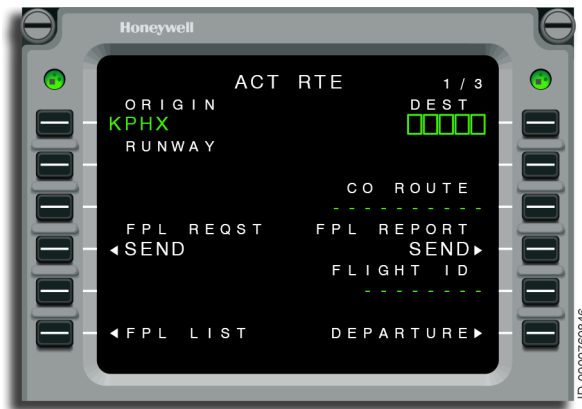 Honeywell
ACT RTE 1 / 3
ORIGIN DEST
KPHX □□□□□
RUNWAY
CO ROUTE
----------
FPL REQST FPL REPORT
◂SEND SEND▸
FLIGHT ID
--------
◂FPL LIST DEPARTURE▸